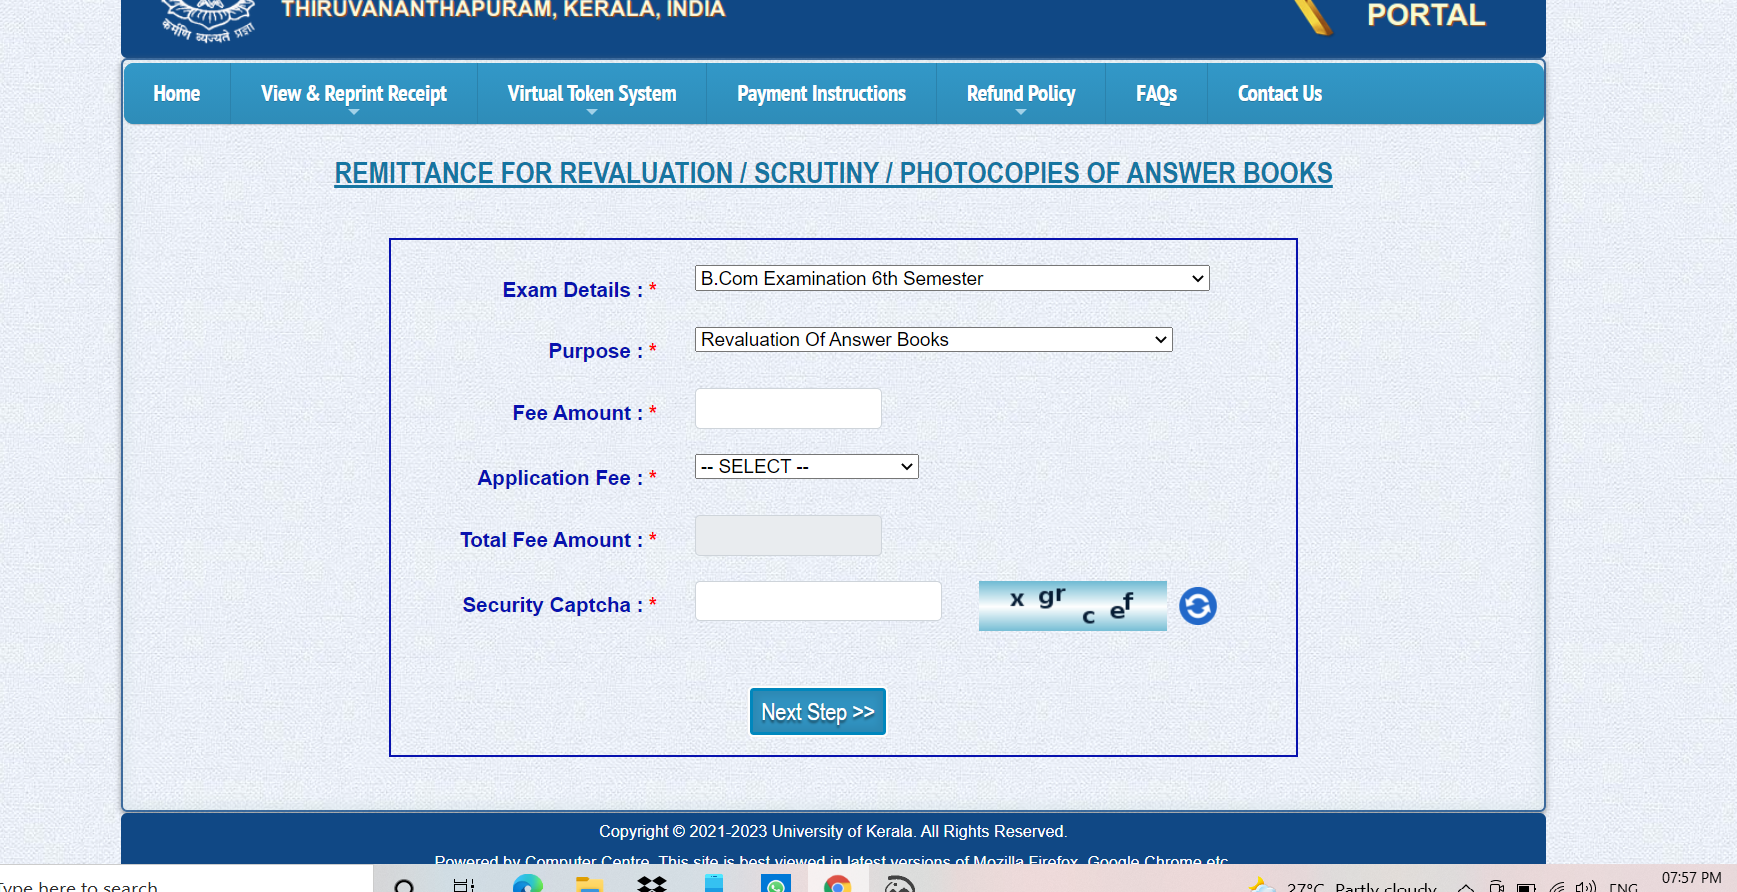 THIRUVANANTHAPURAM, KERALA, INDIA
PORTAL
कर्मणि व्यज्यते प्रज्ञा
Home View & Reprint Receipt Virtual Token System Payment Instructions Refund Policy FAQs Contact Us
REMITTANCE FOR REVALUATION / SCRUTINY / PHOTOCOPIES OF ANSWER BOOKS
Exam Details : * B.Com Examination 6th Semester
Purpose : * Revaluation Of Answer Books
Fee Amount : *
Application Fee : * -- SELECT --
Total Fee Amount : *
Security Captcha : * x gr c ef
Next Step >>
Copyright © 2021-2023 University of Kerala. All Rights Reserved.
Powered by Computer Centre. This site is best viewed in latest versions of Mozilla Firefox, Google Chrome etc
Type here to search
27°C Partly cloudy ENG
07:57 PM